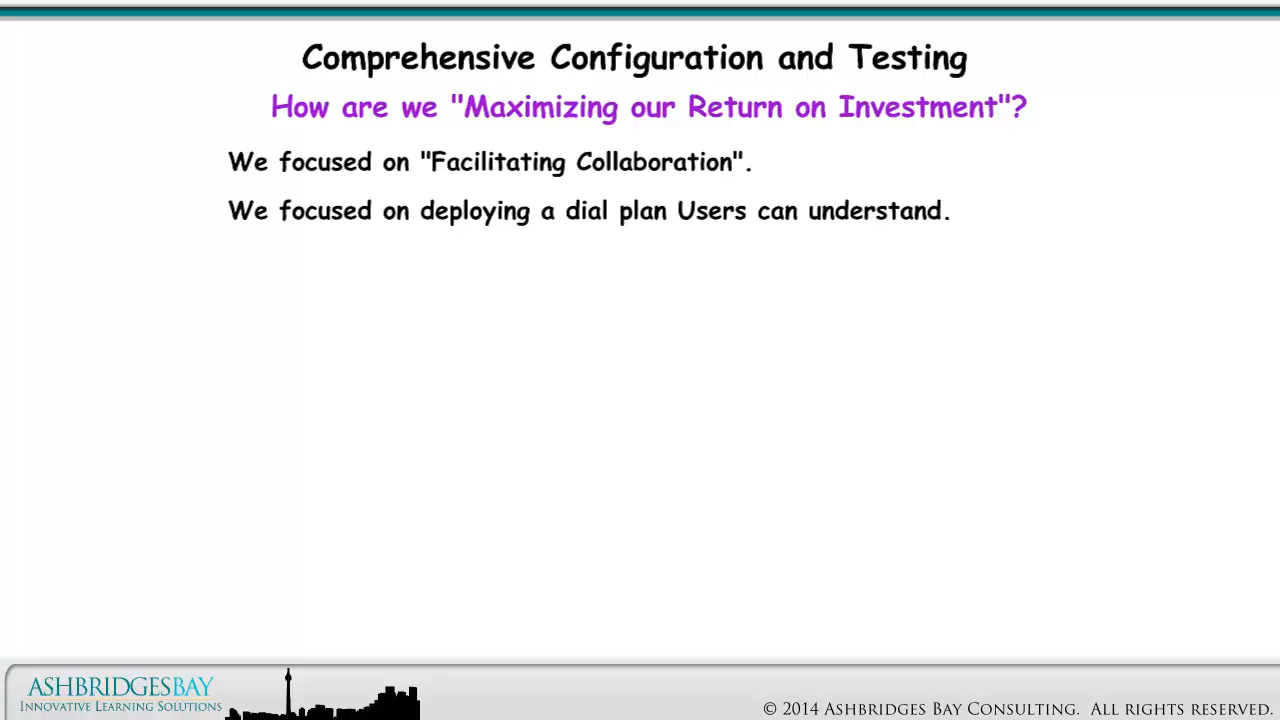 Comprehensive Configuration and Testing
How are we "Maximizing our Return on Investment"?
We focused on "Facilitating Collaboration".
We focused on deploying a dial plan Users can understand.
ASHBRIDGESBAY
INNOVATIVE LEARNING SOLUTIONS
© 2014 ASHBRIDGES BAY CONSULTING. ALL RIGHTS RESERVED.